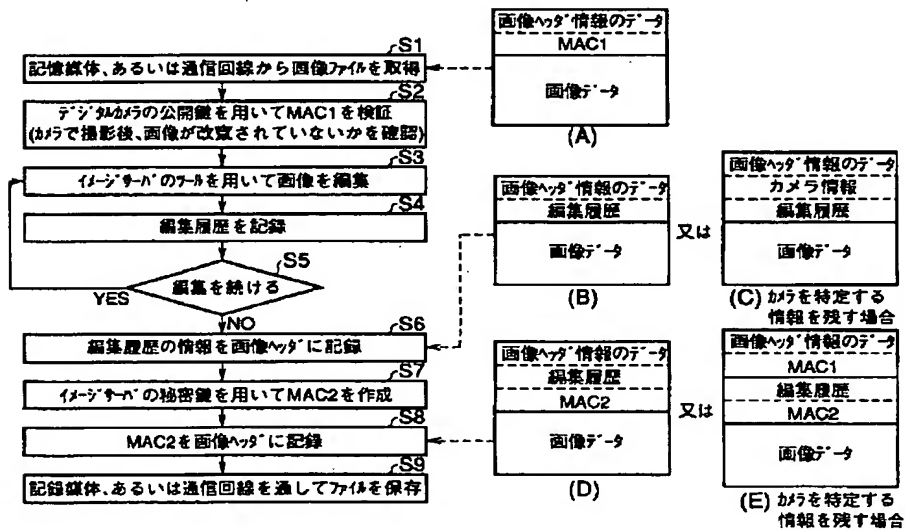 S1
記憶媒体、あるいは通信回線から画像ファイルを取得
S2
デジタルカメラの公開鍵を用いてMAC1を検証
(カメラで撮影後、画像が改竄されていないかを確認)
S3
イメージサーバのツールを用いて画像を編集
S4
編集履歴を記録
S5
編集を続ける
YES
NO
S6
編集履歴の情報を画像ヘッダに記録
S7
イメージサーバの秘密鍵を用いてMAC2を作成
S8
MAC2を画像ヘッダに記録
S9
記録媒体、あるいは通信回線を通してファイルを保存
画像ヘッダ情報のデータ
MAC1
画像データ
(A)
画像ヘッダ情報のデータ
編集履歴
画像データ
(B)
又は
画像ヘッダ情報のデータ
カメラ情報
編集履歴
画像データ
(C) カメラを特定する
情報を残す場合
画像ヘッダ情報のデータ
編集履歴
MAC2
画像データ
(D)
又は
画像ヘッダ情報のデータ
MAC1
編集履歴
MAC2
画像データ
(E) カメラを特定する
情報を残す場合